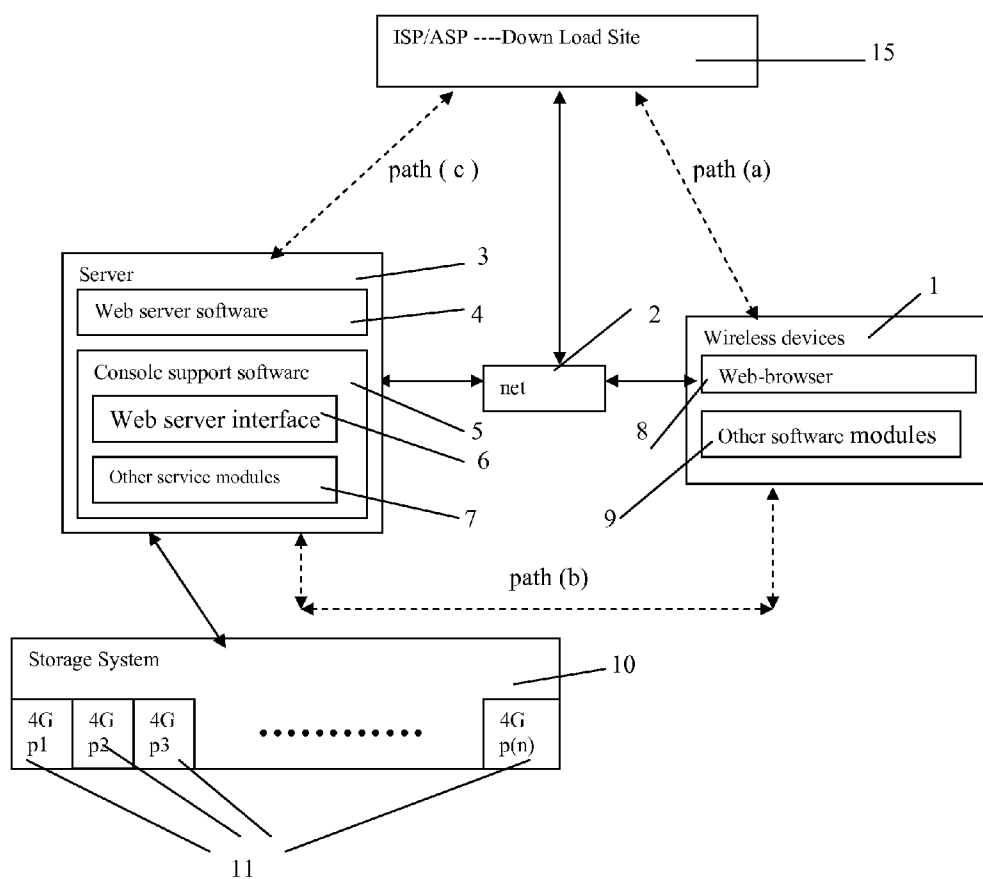 ISP/ASP ----Down Load Site
15
path ( c )
path (a)
3
Server
Web server software
4
2
1
Wireless devices
Web-browser
Console support software
net
Web server interface
5
8
Other software modules
6
Other service modules
7
9
path (b)
Storage System
10
4G
p1
4G
p2
4G
p3
4G
p(n)
11